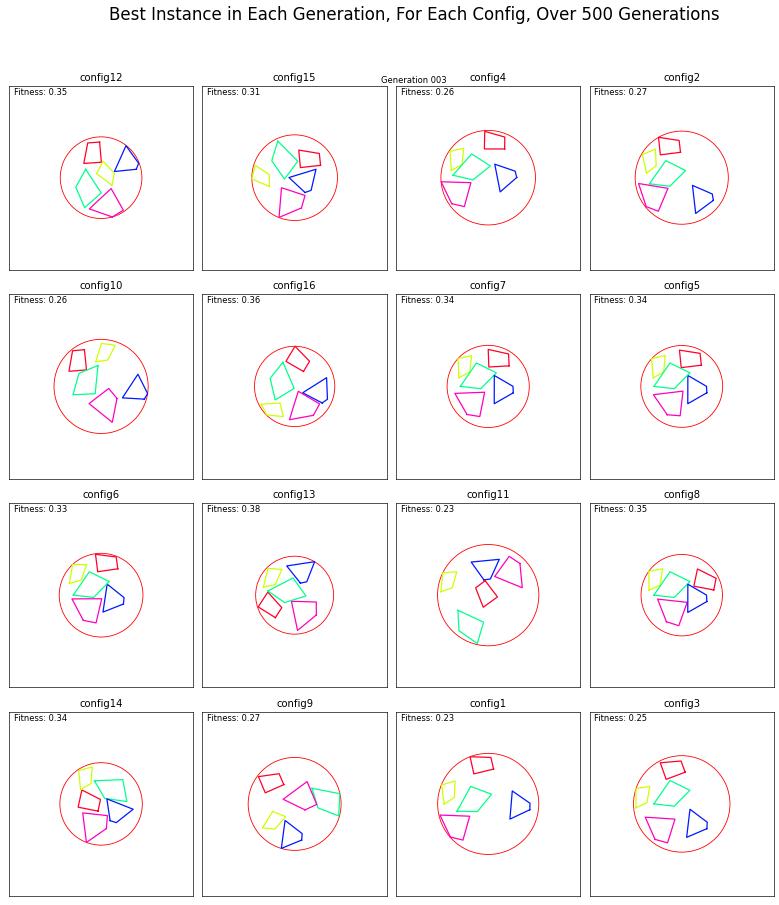 Best Instance in Each Generation, For Each Config, Over 500 Generations
Generation 003
config12 config15 config4 config2
Fitness: 0.35 Fitness: 0.31 Fitness: 0.26 Fitness: 0.27
config10 config16 config7 config5
Fitness: 0.26 Fitness: 0.36 Fitness: 0.34 Fitness: 0.34
config6 config13 config11 config8
Fitness: 0.33 Fitness: 0.38 Fitness: 0.23 Fitness: 0.35
config14 config9 config1 config3
Fitness: 0.34 Fitness: 0.27 Fitness: 0.23 Fitness: 0.25